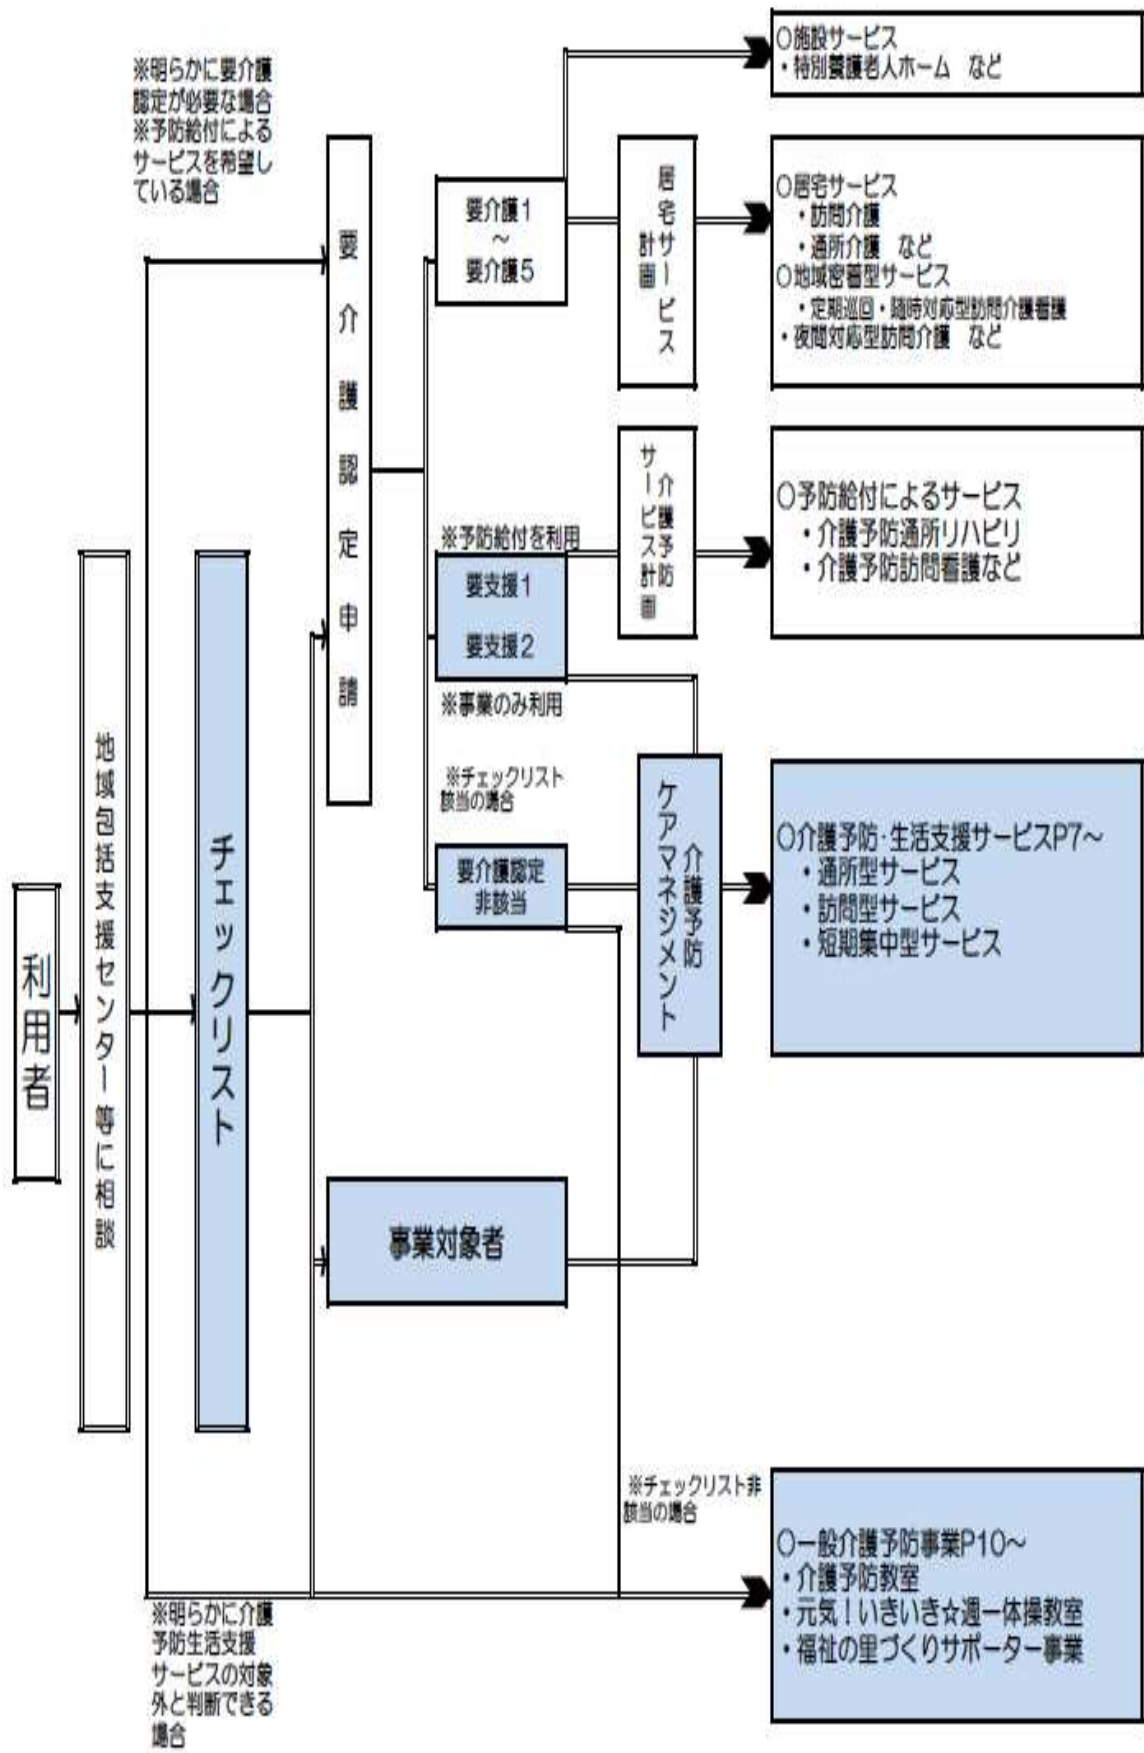 利用者
地域包括支援センター等に相談
チェックリスト
※明らかに要介護
認定が必要な場合
※予防給付による
サービスを希望し
ている場合
要介護認定申請
要介護1
～
要介護5
※予防給付を利用
要支援1
要支援2
※事業のみ利用
※チェックリスト
該当の場合
要介護認定
非該当
事業対象者
居宅サービス
計画
介護予防
サービス計画
介護予防
ケアマネジメント
○施設サービス
・特別養護老人ホーム　など
○居宅サービス
・訪問介護
・通所介護　など
○地域密着型サービス
・定期巡回・随時対応型訪問介護看護
・夜間対応型訪問介護　など
○予防給付によるサービス
・介護予防通所リハビリ
・介護予防訪問看護など
○介護予防・生活支援サービスP7～
・通所型サービス
・訪問型サービス
・短期集中型サービス
※チェックリスト非
該当の場合
○一般介護予防事業P10～
・介護予防教室
・元気！いきいき☆週一体操教室
・福祉の里づくりサポーター事業
※明らかに介護
予防生活支援
サービスの対象
外と判断できる
場合